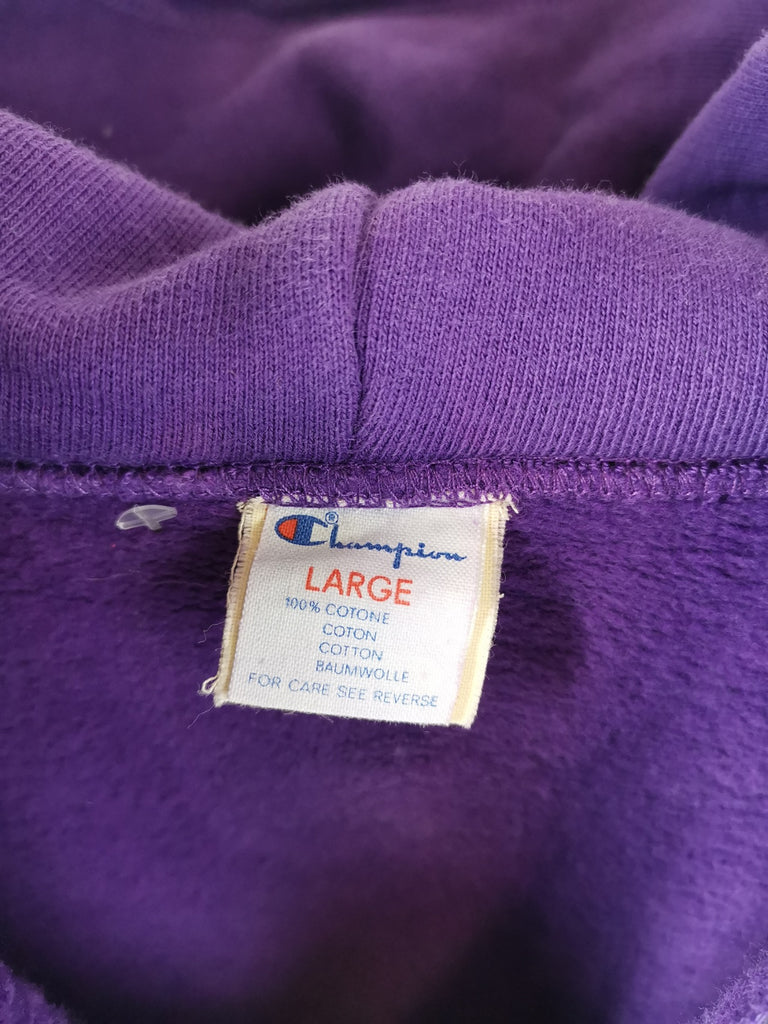 Champion®
LARGE
100% COTONE
COTON
COTTON
BAUMWOLLE
FOR CARE SEE REVERSE